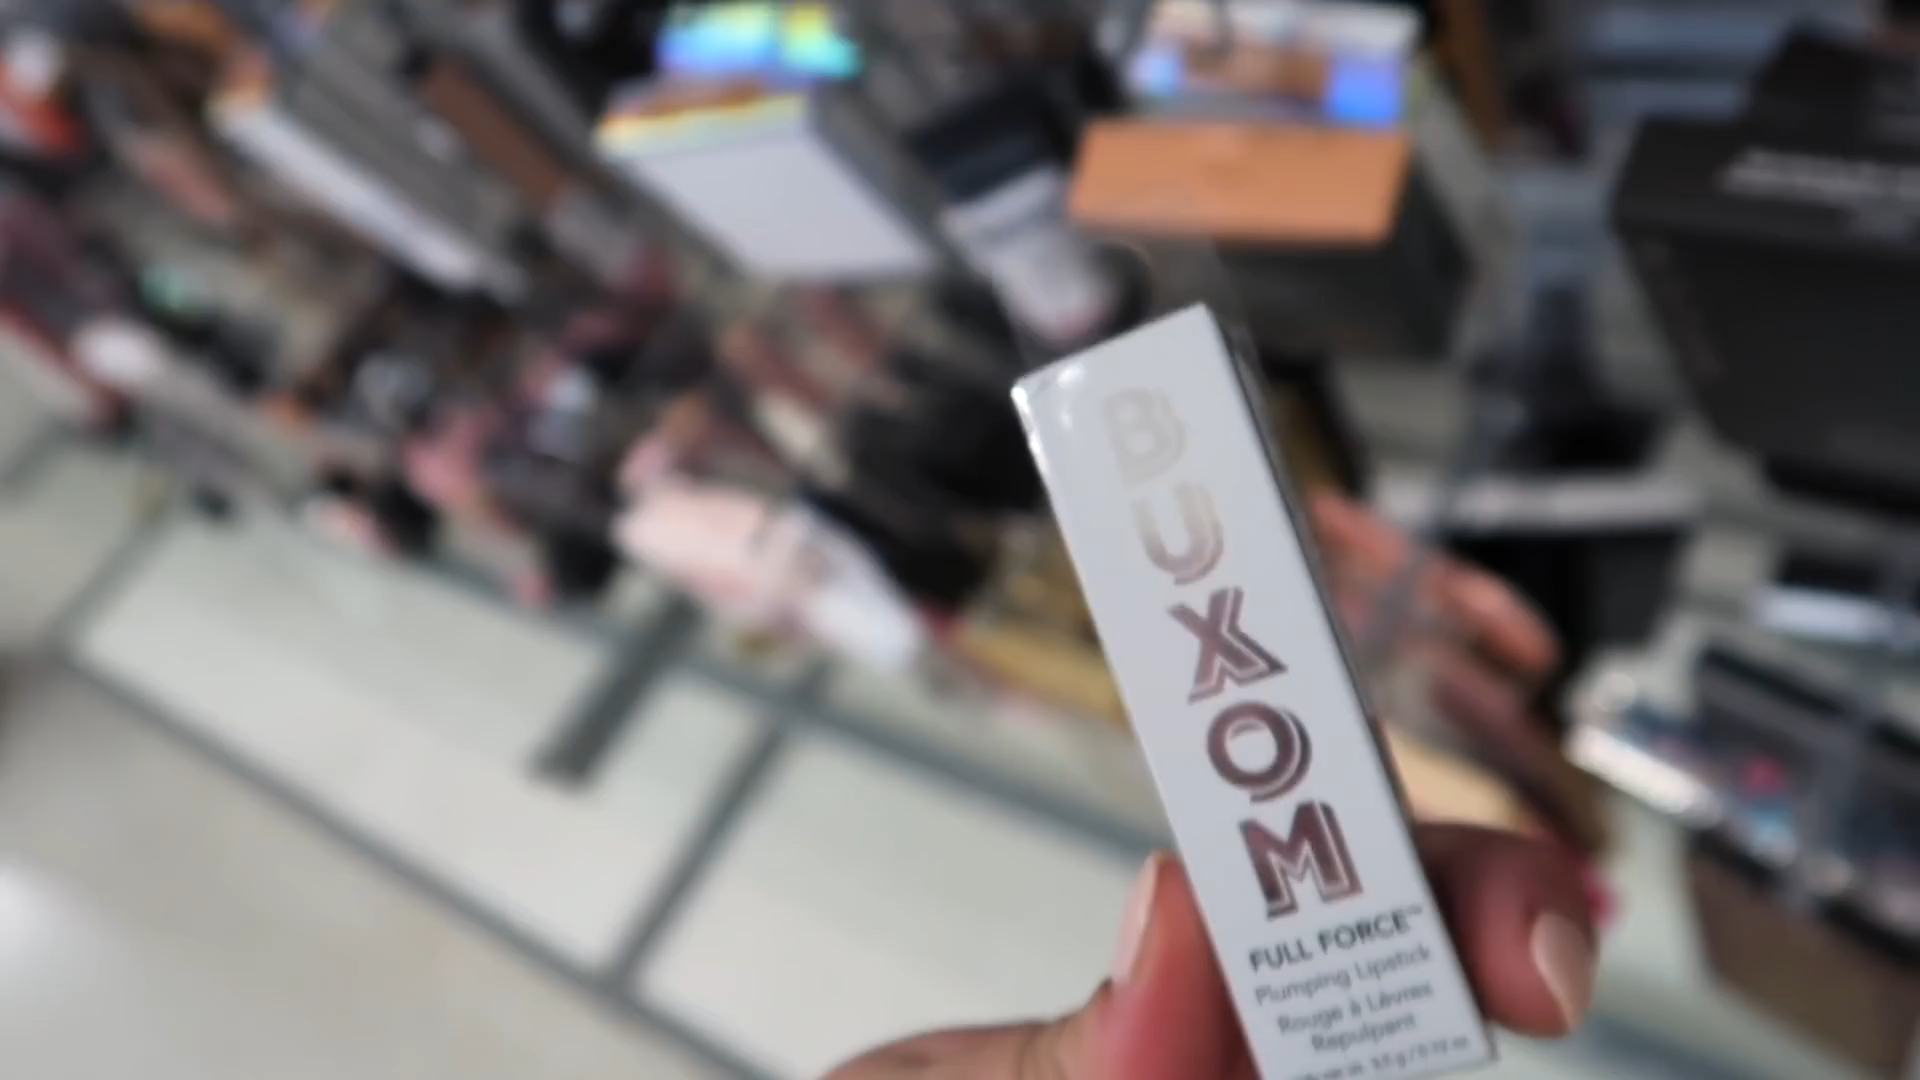 BUXOM
FULL FORCE™
Plumping Lipstick
Rouge à Lèvres
Repulpant